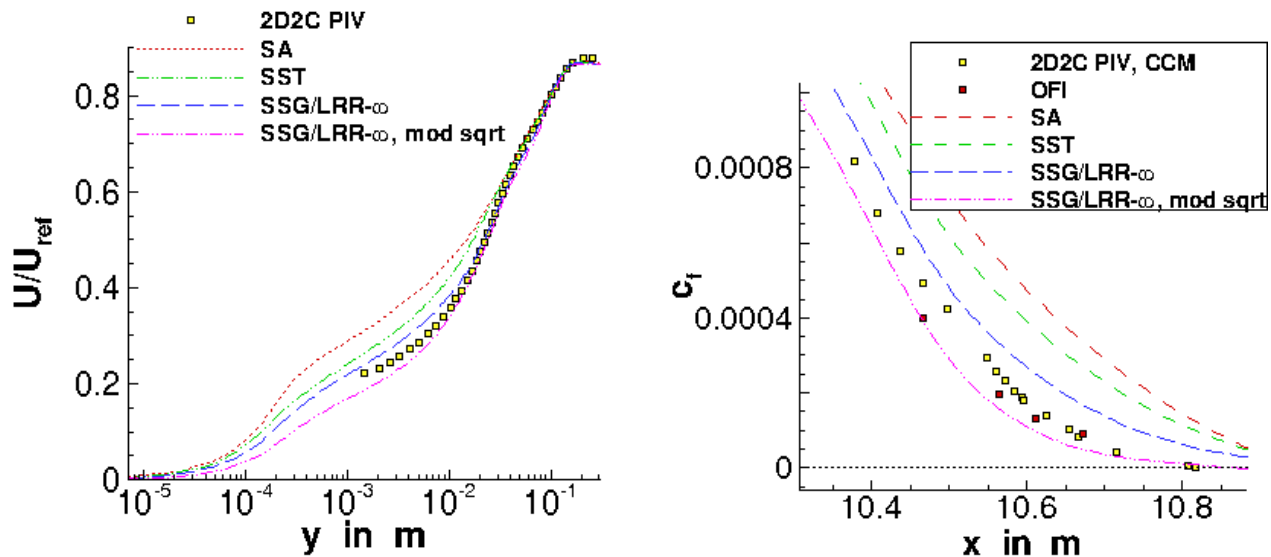 2D2C PIV
SA
SST
SSG/LRR-ω
SSG/LRR-ω, mod sqrt
0.8
0.6
0.4
0.2
0
U/U_ref
10^-5
10^-4
10^-3
10^-2
10^-1
y in m
2D2C PIV, CCM
OFI
SA
SST
SSG/LRR-ω
SSG/LRR-ω, mod sqrt
0.0008
0.0004
0
c_f
10.4
10.6
10.8
x in m